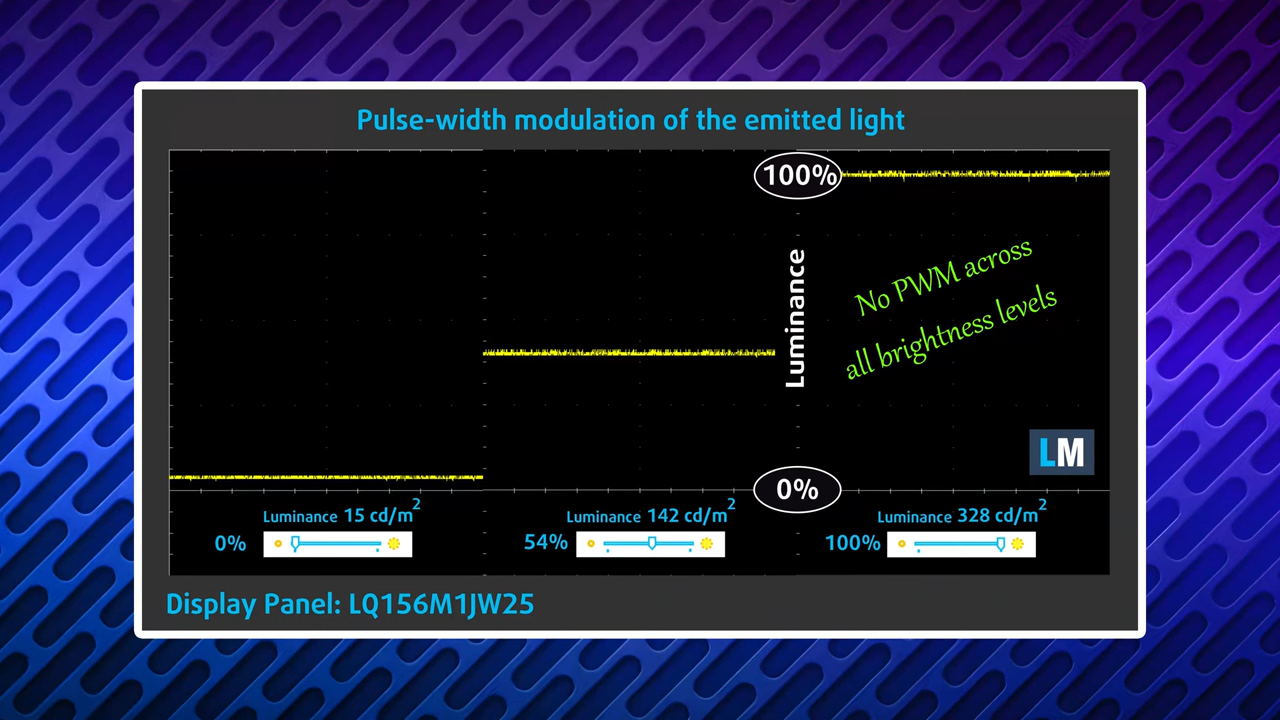 Pulse-width modulation of the emitted light
100%
Luminance
No PWM across
all brightness levels
LM
0%
Luminance 15 cd/m²
Luminance 142 cd/m²
Luminance 328 cd/m²
0%
54%
100%
Display Panel: LQ156M1JW25